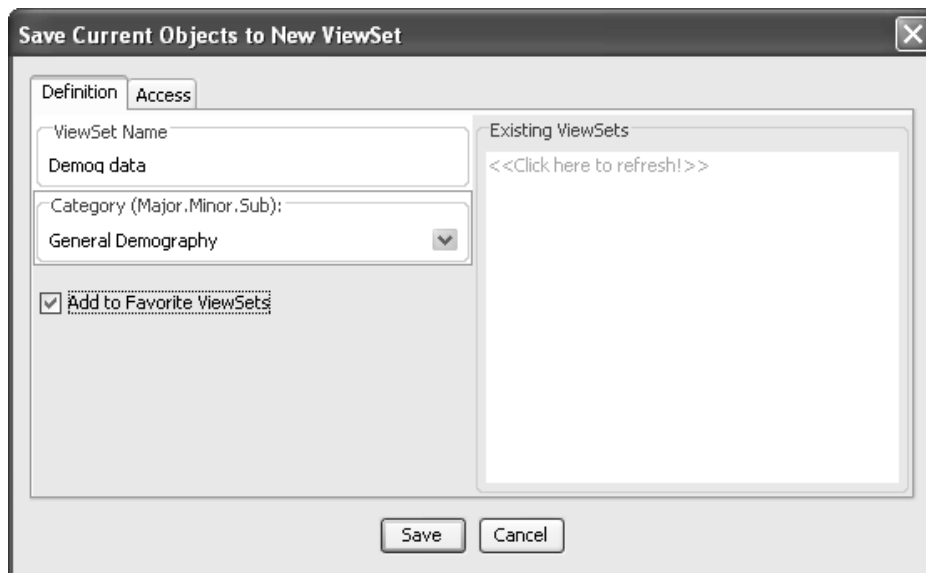 Save Current Objects to New ViewSet
Definition
Access
ViewSet Name
Demog data
Category (Major.Minor.Sub):
General Demography
Add to Favorite ViewSets
Existing ViewSets
<<Click here to refresh!>>
Save
Cancel